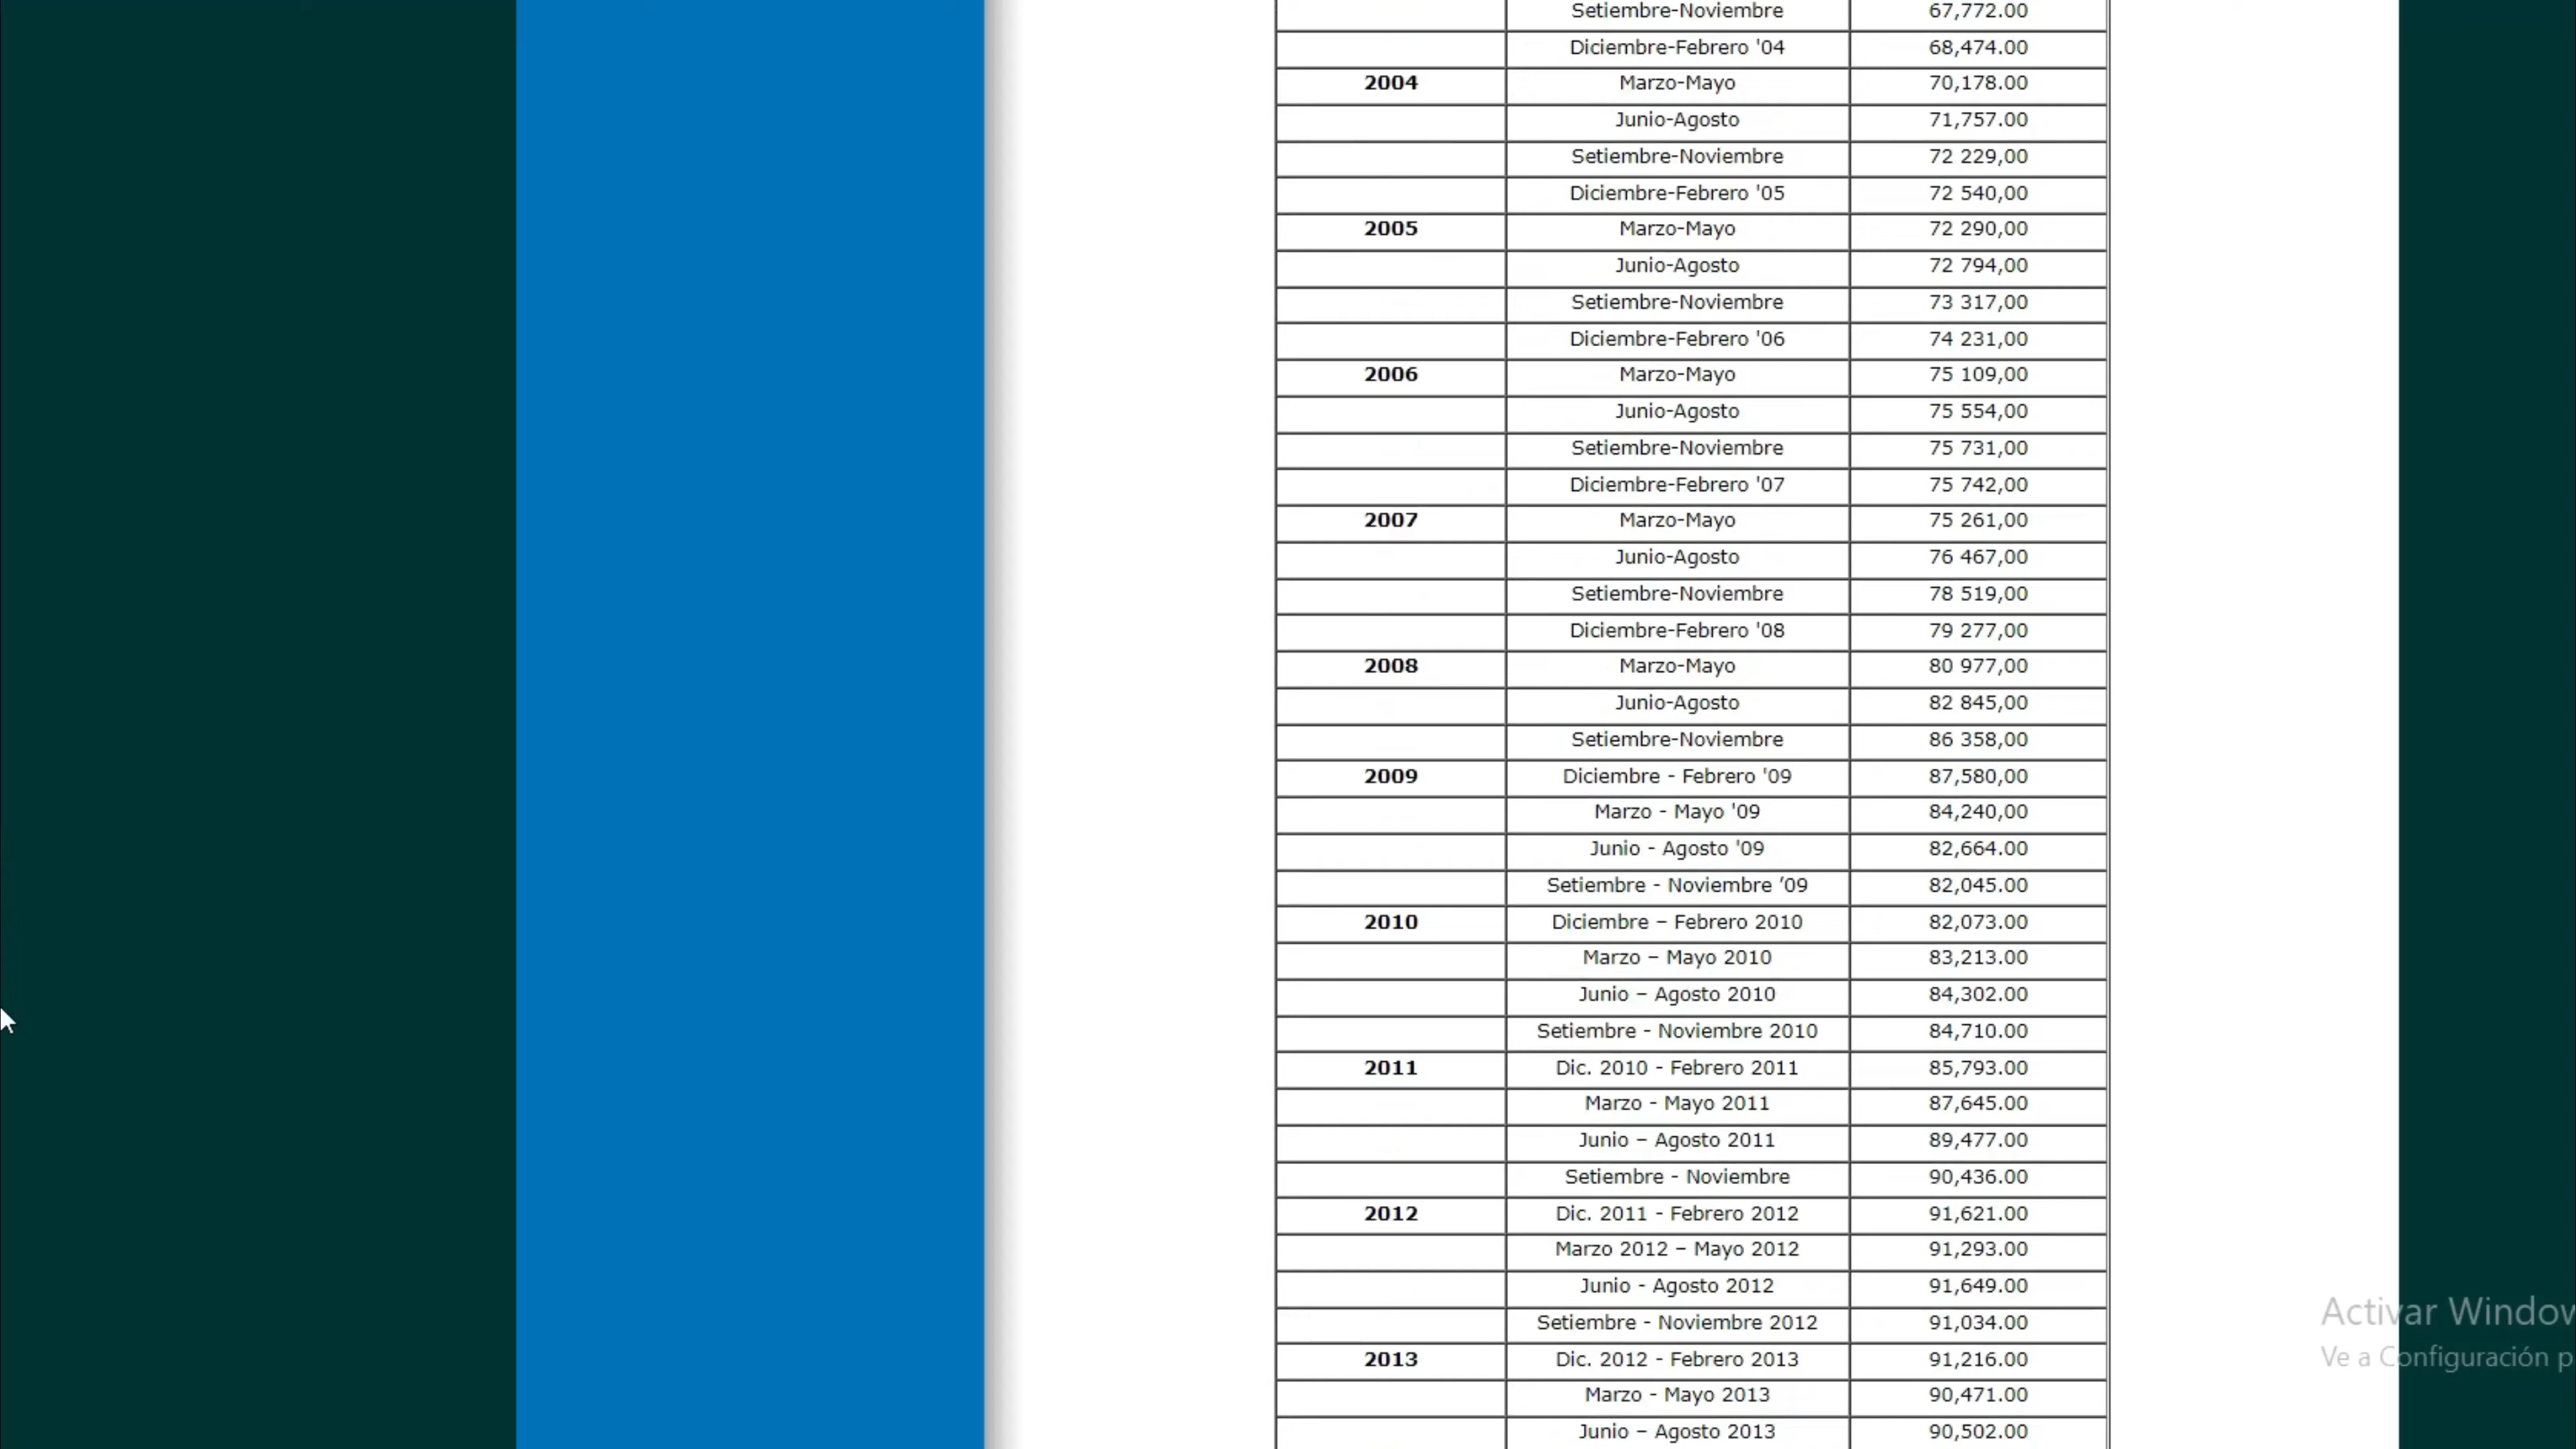 Setiembre-Noviembre 67,772.00
Diciembre-Febrero '04 68,474.00
2004 Marzo-Mayo 70,178.00
Junio-Agosto 71,757.00
Setiembre-Noviembre 72 229,00
Diciembre-Febrero '05 72 540,00
2005 Marzo-Mayo 72 290,00
Junio-Agosto 72 794,00
Setiembre-Noviembre 73 317,00
Diciembre-Febrero '06 74 231,00
2006 Marzo-Mayo 75 109,00
Junio-Agosto 75 554,00
Setiembre-Noviembre 75 731,00
Diciembre-Febrero '07 75 742,00
2007 Marzo-Mayo 75 261,00
Junio-Agosto 76 467,00
Setiembre-Noviembre 78 519,00
Diciembre-Febrero '08 79 277,00
2008 Marzo-Mayo 80 977,00
Junio-Agosto 82 845,00
Setiembre-Noviembre 86 358,00
2009 Diciembre - Febrero '09 87,580,00
Marzo - Mayo '09 84,240,00
Junio - Agosto '09 82,664.00
Setiembre - Noviembre ’09 82,045.00
2010 Diciembre – Febrero 2010 82,073.00
Marzo – Mayo 2010 83,213.00
Junio – Agosto 2010 84,302.00
Setiembre - Noviembre 2010 84,710.00
2011 Dic. 2010 - Febrero 2011 85,793.00
Marzo - Mayo 2011 87,645.00
Junio – Agosto 2011 89,477.00
Setiembre - Noviembre 90,436.00
2012 Dic. 2011 - Febrero 2012 91,621.00
Marzo 2012 – Mayo 2012 91,293.00
Junio - Agosto 2012 91,649.00
Setiembre - Noviembre 2012 91,034.00
2013 Dic. 2012 - Febrero 2013 91,216.00
Marzo - Mayo 2013 90,471.00
Junio – Agosto 2013 90,502.00
Activar Window
Ve a Configuración p